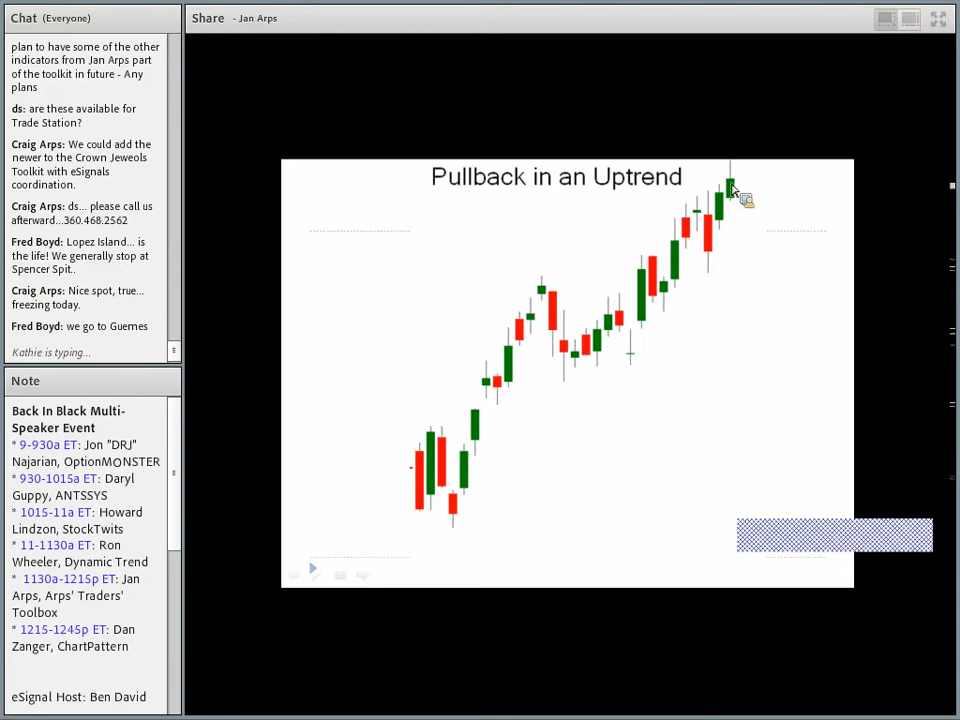 Chat (Everyone)
plan to have some of the other
indicators from Jan Arps part
of the toolkit in future - Any
plans
ds: are these available for
Trade Station?
Craig Arps: We could add the
newer to the Crown Jeweols
Toolkit with eSignals
coordination.
Craig Arps: ds... please call us
afterward...360.468.2562
Fred Boyd: Lopez Island... is
the life! We generally stop at
Spencer Spit..
Craig Arps: Nice spot, true...
freezing today.
Fred Boyd: we go to Guemes
Kathie is typing...
Note
Back In Black Multi-
Speaker Event
* 9-930a ET: Jon "DRJ"
Najarian, OptionMONSTER
* 930-1015a ET: Daryl
Guppy, ANTSSYS
* 1015-11a ET: Howard
Lindzon, StockTwits
* 11-1130a ET: Ron
Wheeler, Dynamic Trend
* 1130a-1215p ET: Jan
Arps, Arps' Traders'
Toolbox
* 1215-1245p ET: Dan
Zanger, ChartPattern
eSignal Host: Ben David
Share - Jan Arps
Pullback in an Uptrend